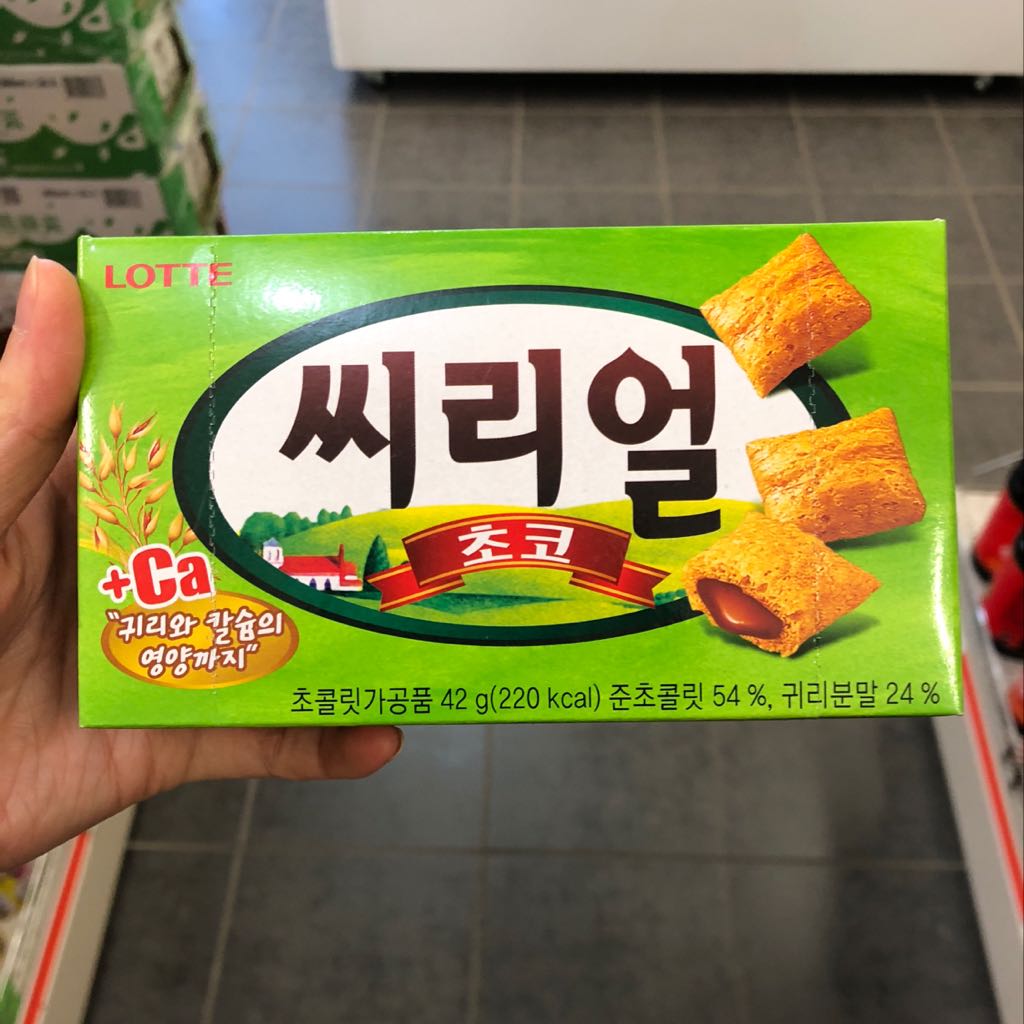 LOTTE
씨리얼
초코
+Ca
"귀리와 칼슘의
영양까지"
초콜릿가공품 42 g(220 kcal) 준초콜릿 54 %, 귀리분말 24 %